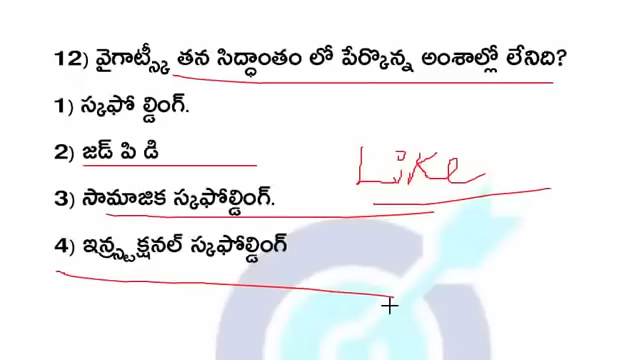 12) వైగాట్స్కీ తన సిద్ధాంతం లో పేర్కొన్న అంశాల్లో లేనిది?
1) స్కఫో ల్డింగ్.
2) జడ్ పి డి
Like
3) సామాజిక స్కఫోల్డింగ్.
4) ఇన్స్ట్రక్షనల్ స్కఫోల్డింగ్